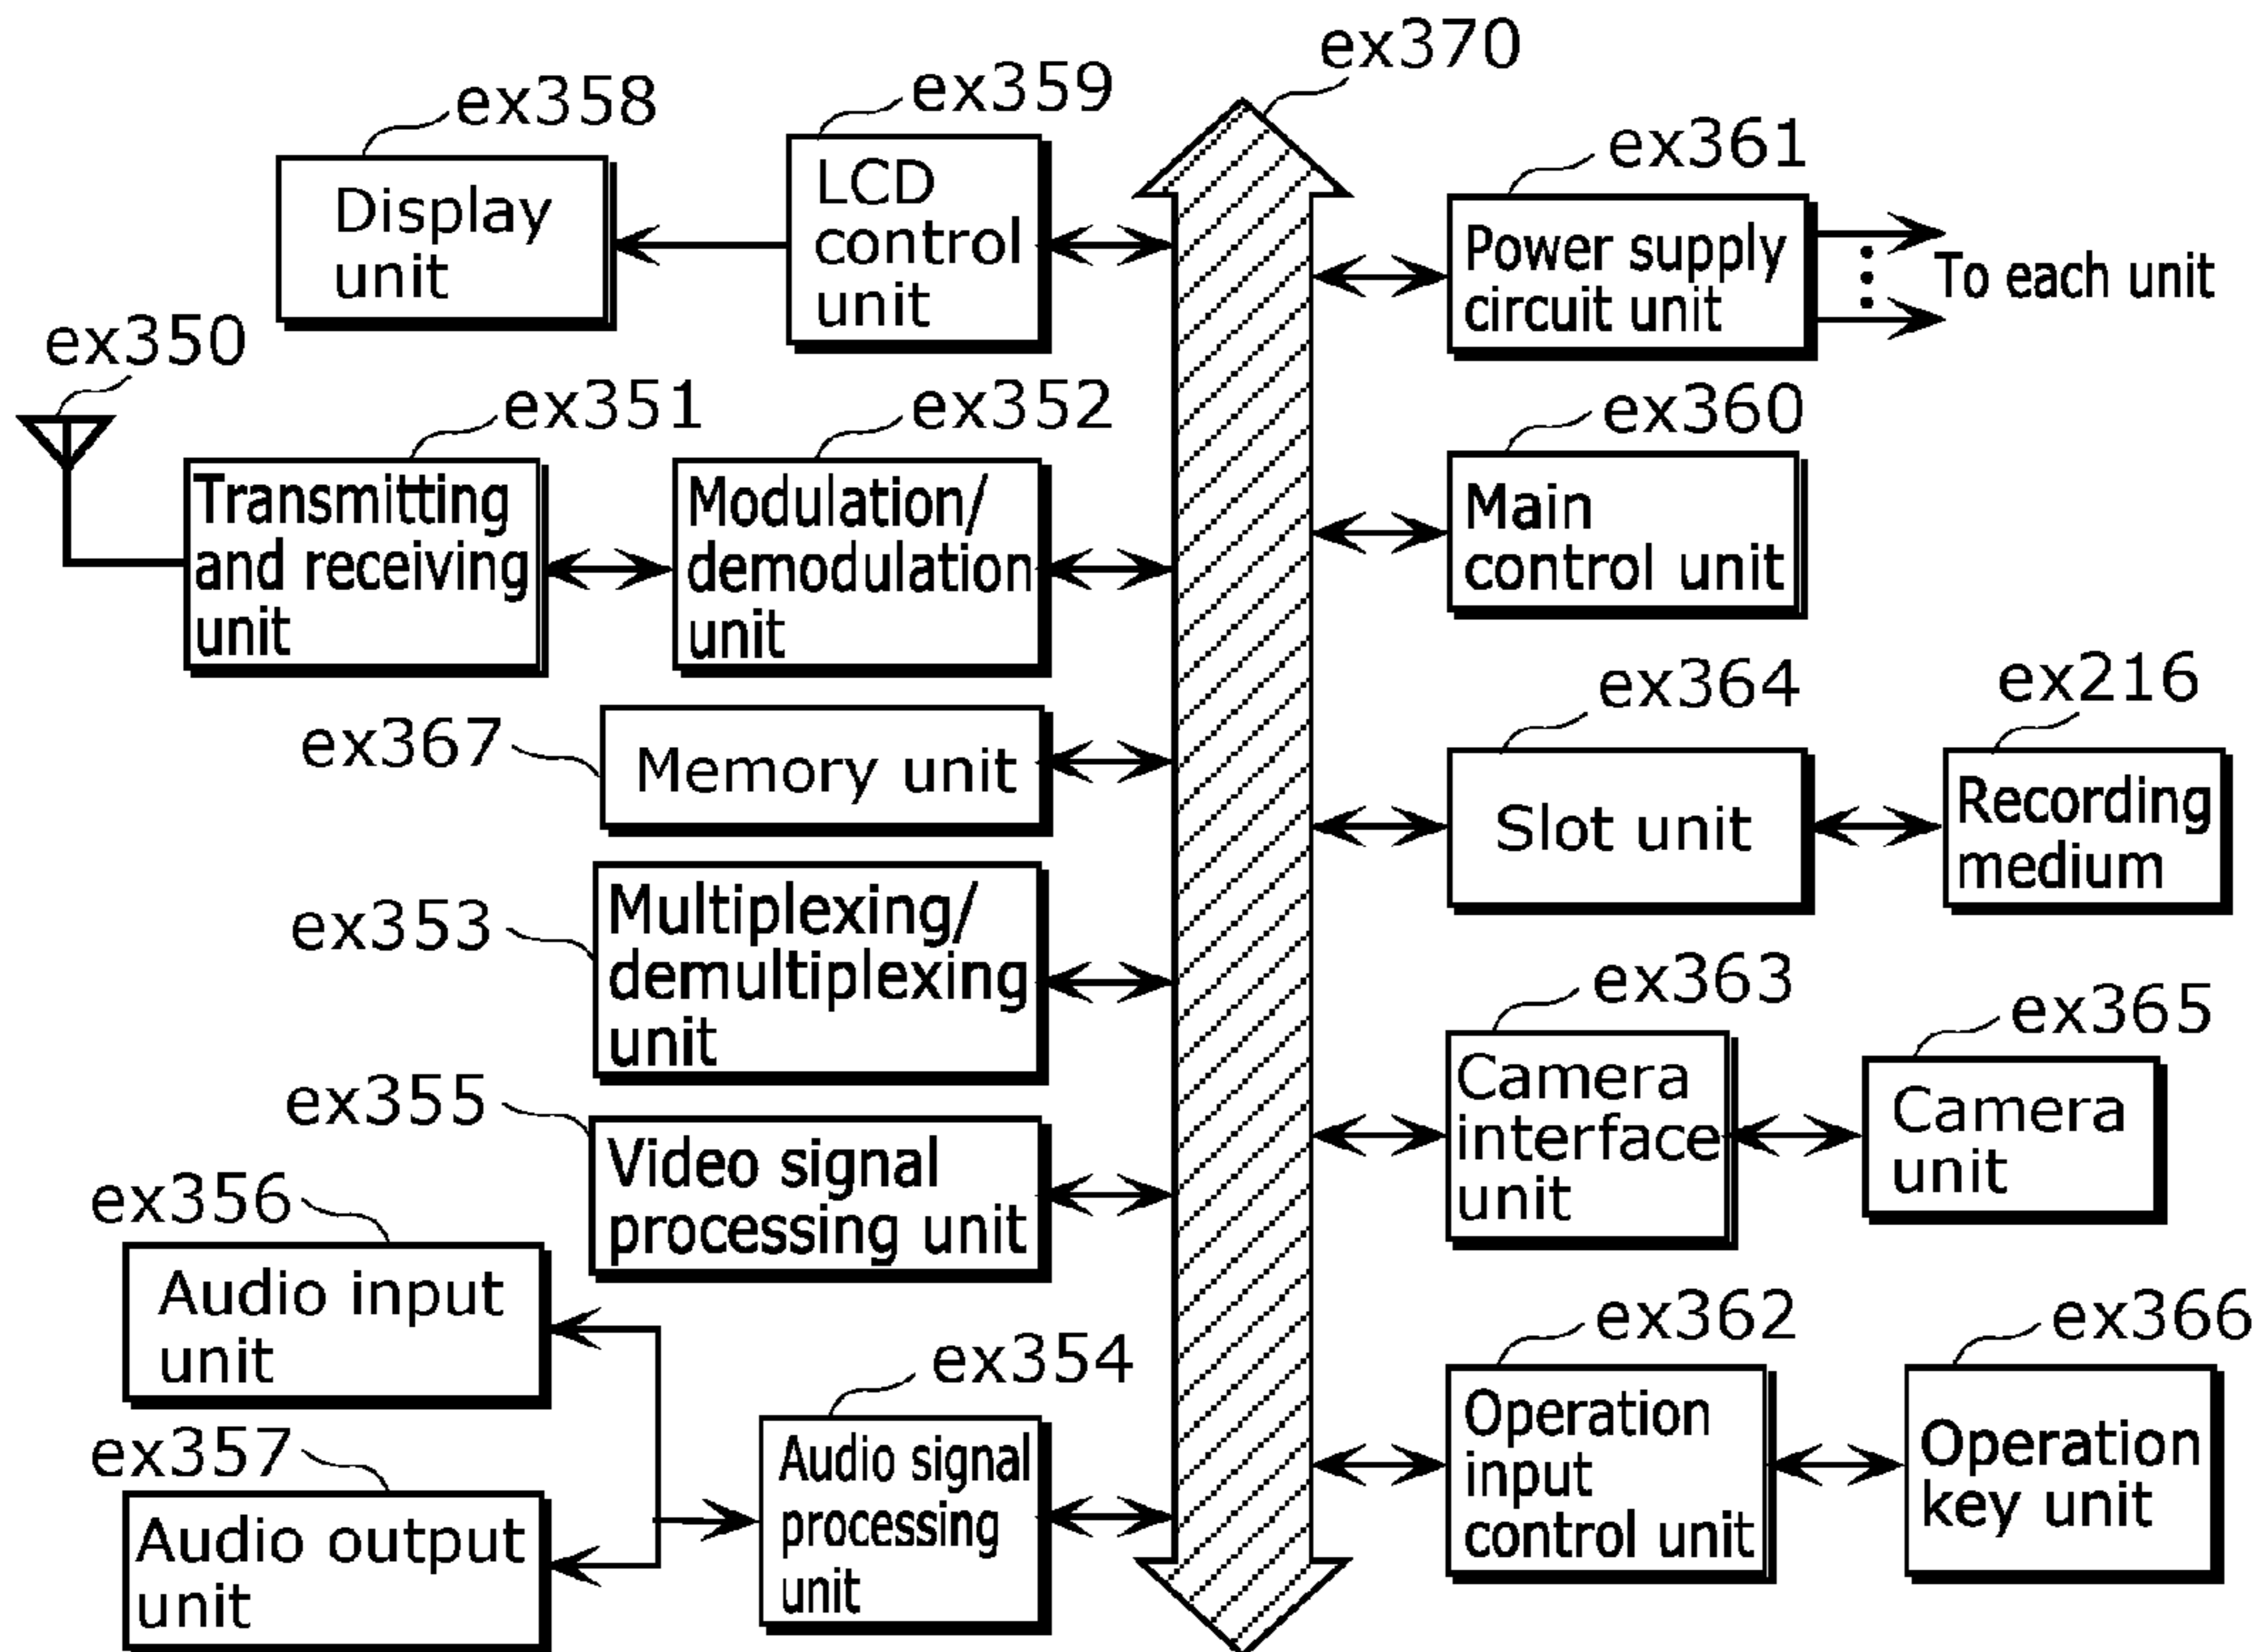 ex370
ex358
ex359
ex361
Display
unit
LCD
control
unit
Power supply
circuit unit
To each unit
ex350
ex351
ex352
ex360
Transmitting
and receiving
unit
Modulation/
demodulation
unit
Main
control unit
ex367
Memory unit
ex364
ex216
Slot unit
Recording
medium
ex353
Multiplexing/
demultiplexing
unit
ex363
ex365
Camera
interface
unit
Camera
unit
ex355
Video signal
processing unit
ex356
Audio input
unit
ex362
ex366
Operation
input
control unit
Operation
key unit
ex357
Audio output
unit
ex354
Audio signal
processing
unit